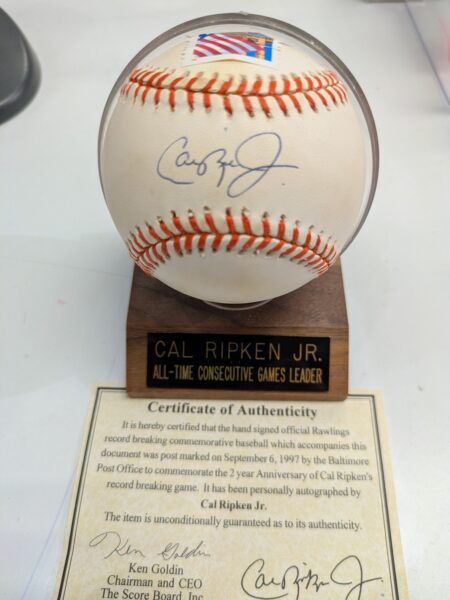 Cal Ripken Jr
CAL RIPKEN JR.
ALL-TIME CONSECUTIVE GAMES LEADER
Certificate of Authenticity
It is hereby certified that the hand signed official Rawlings
record breaking commemorative baseball which accompanies this
document was post marked on September 6, 1997 by the Baltimore
Post Office to commemorate the 2 year Anniversary of Cal Ripken's
record breaking game. It has been personally autographed by
Cal Ripken Jr.
The item is unconditionally guaranteed as to its authenticity.
Ken Goldin
Ken Goldin
Chairman and CEO
The Score Board, Inc.
Cal Ripken Jr.